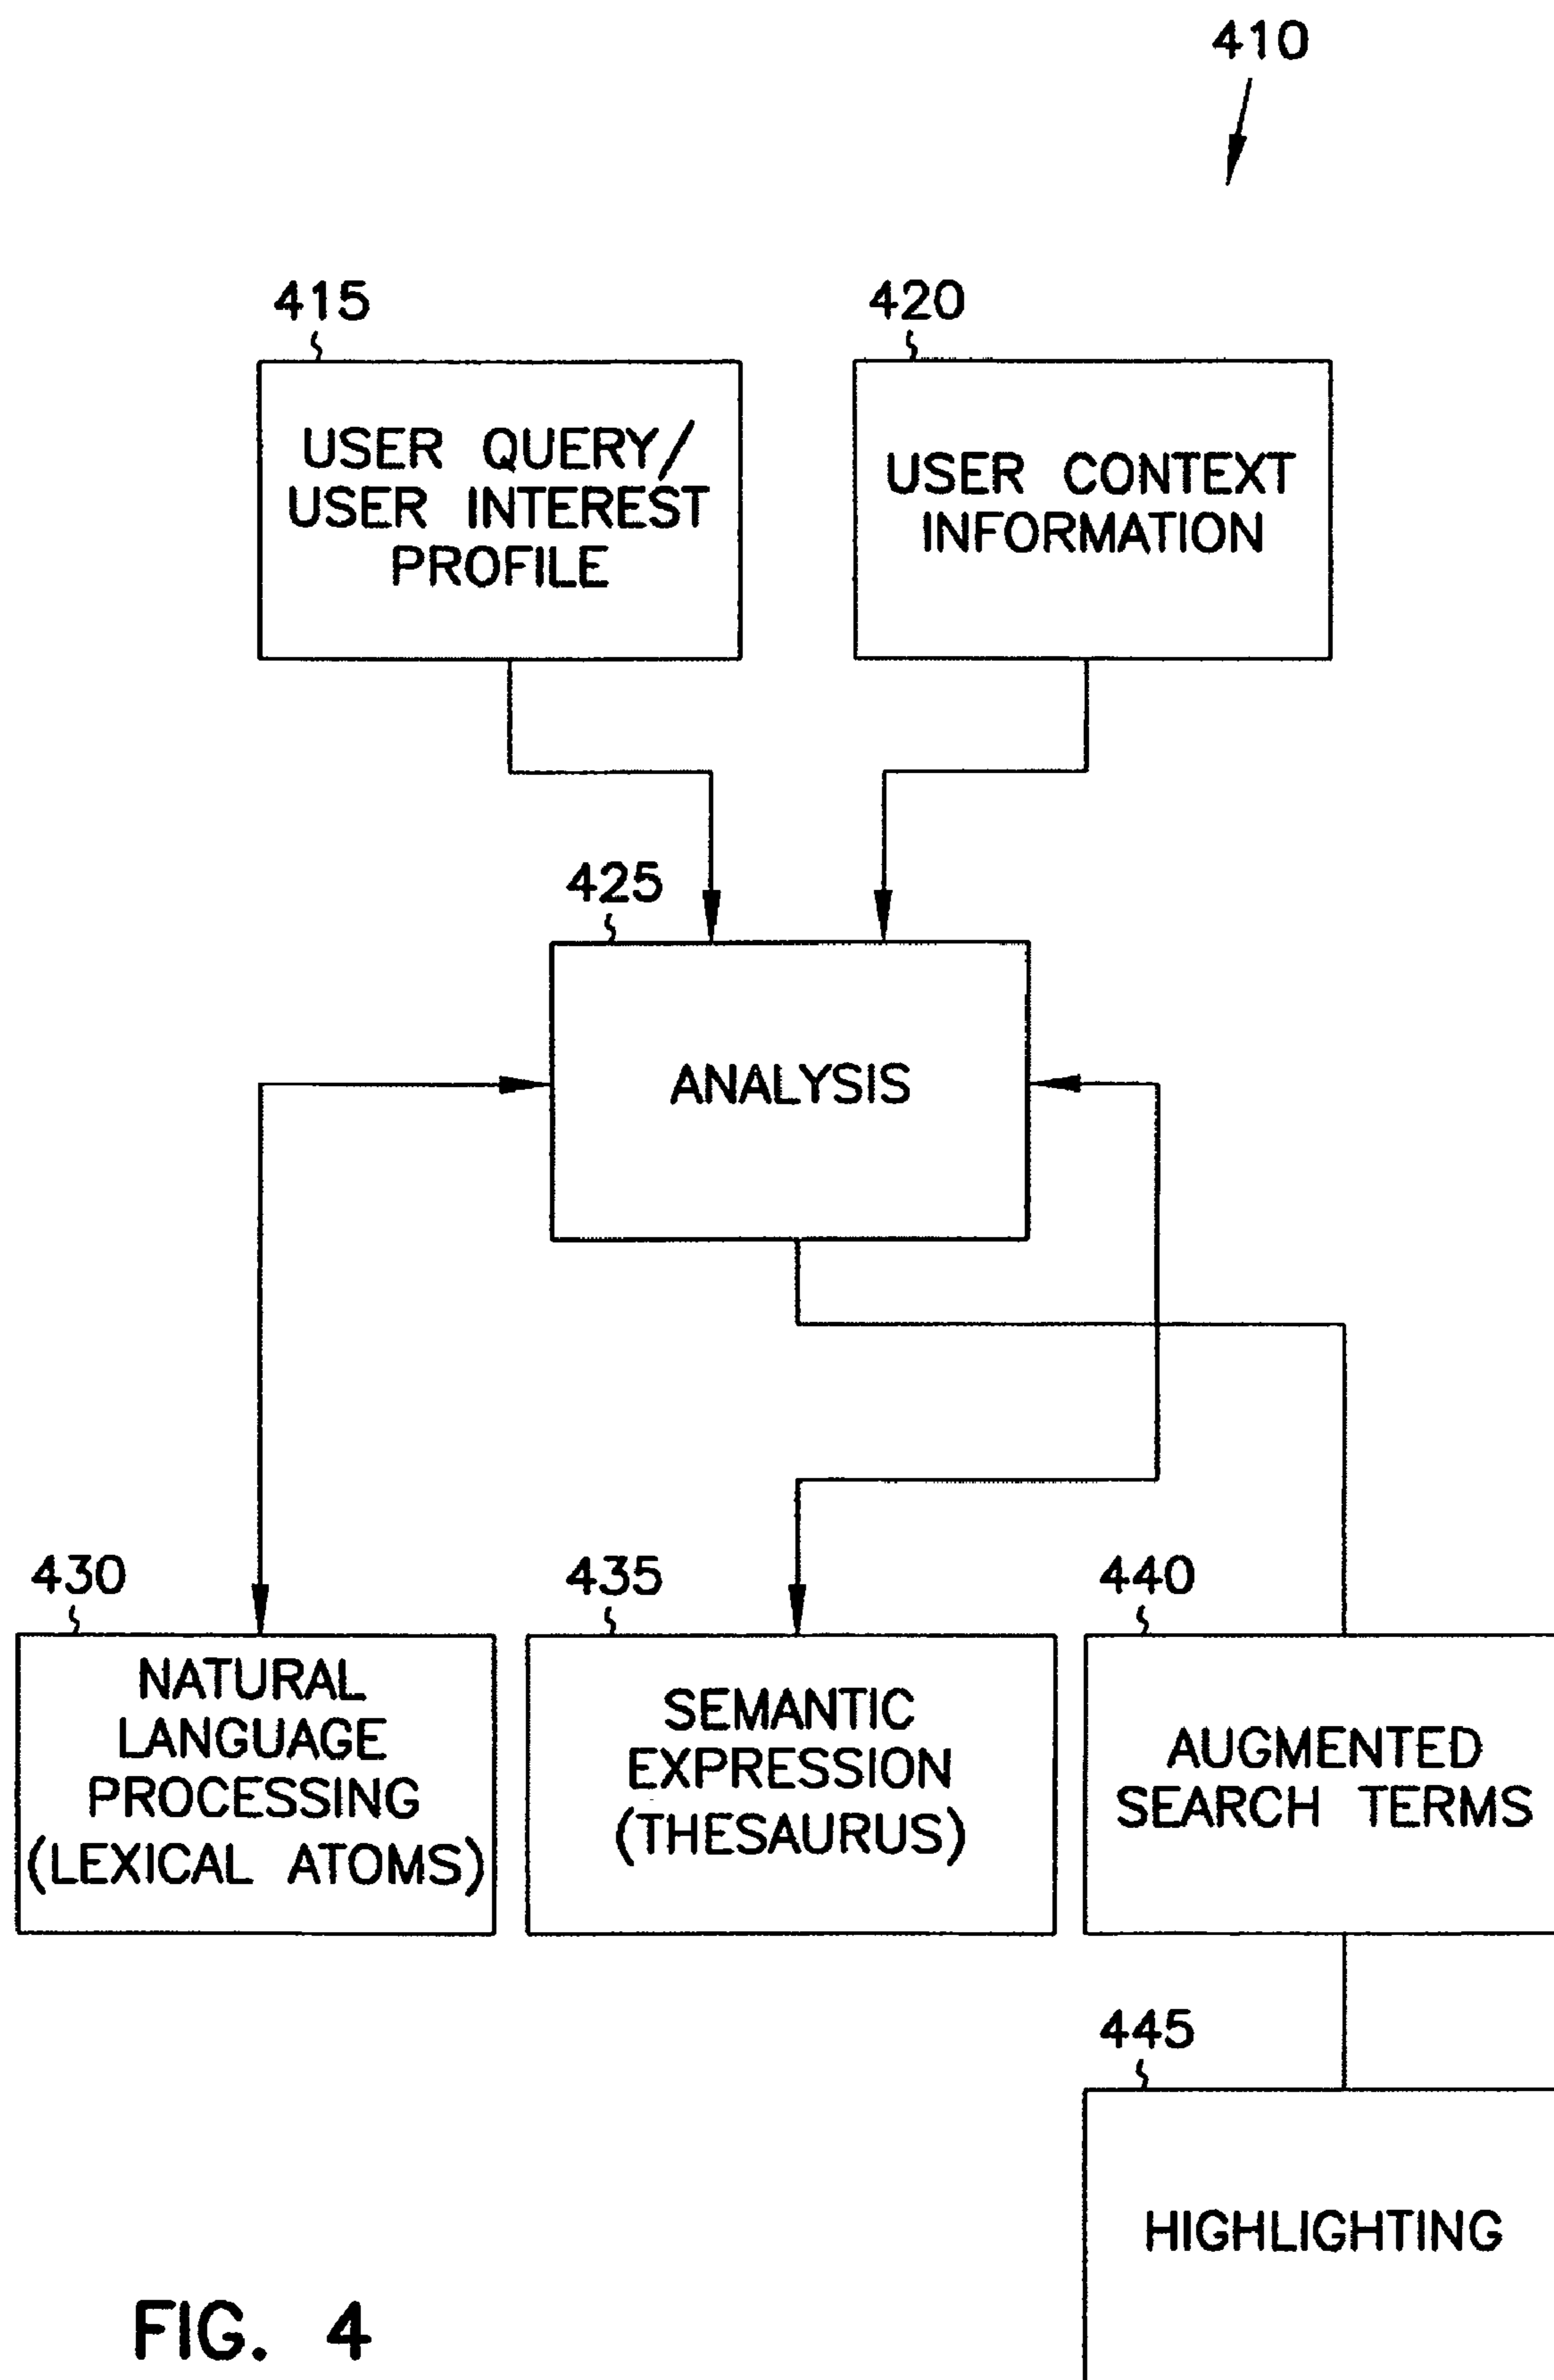 410
415
USER QUERY/
USER INTEREST
PROFILE
420
USER CONTEXT
INFORMATION
425
ANALYSIS
430
NATURAL
LANGUAGE
PROCESSING
(LEXICAL ATOMS)
435
SEMANTIC
EXPRESSION
(THESAURUS)
440
AUGMENTED
SEARCH TERMS
445
HIGHLIGHTING
FIG. 4